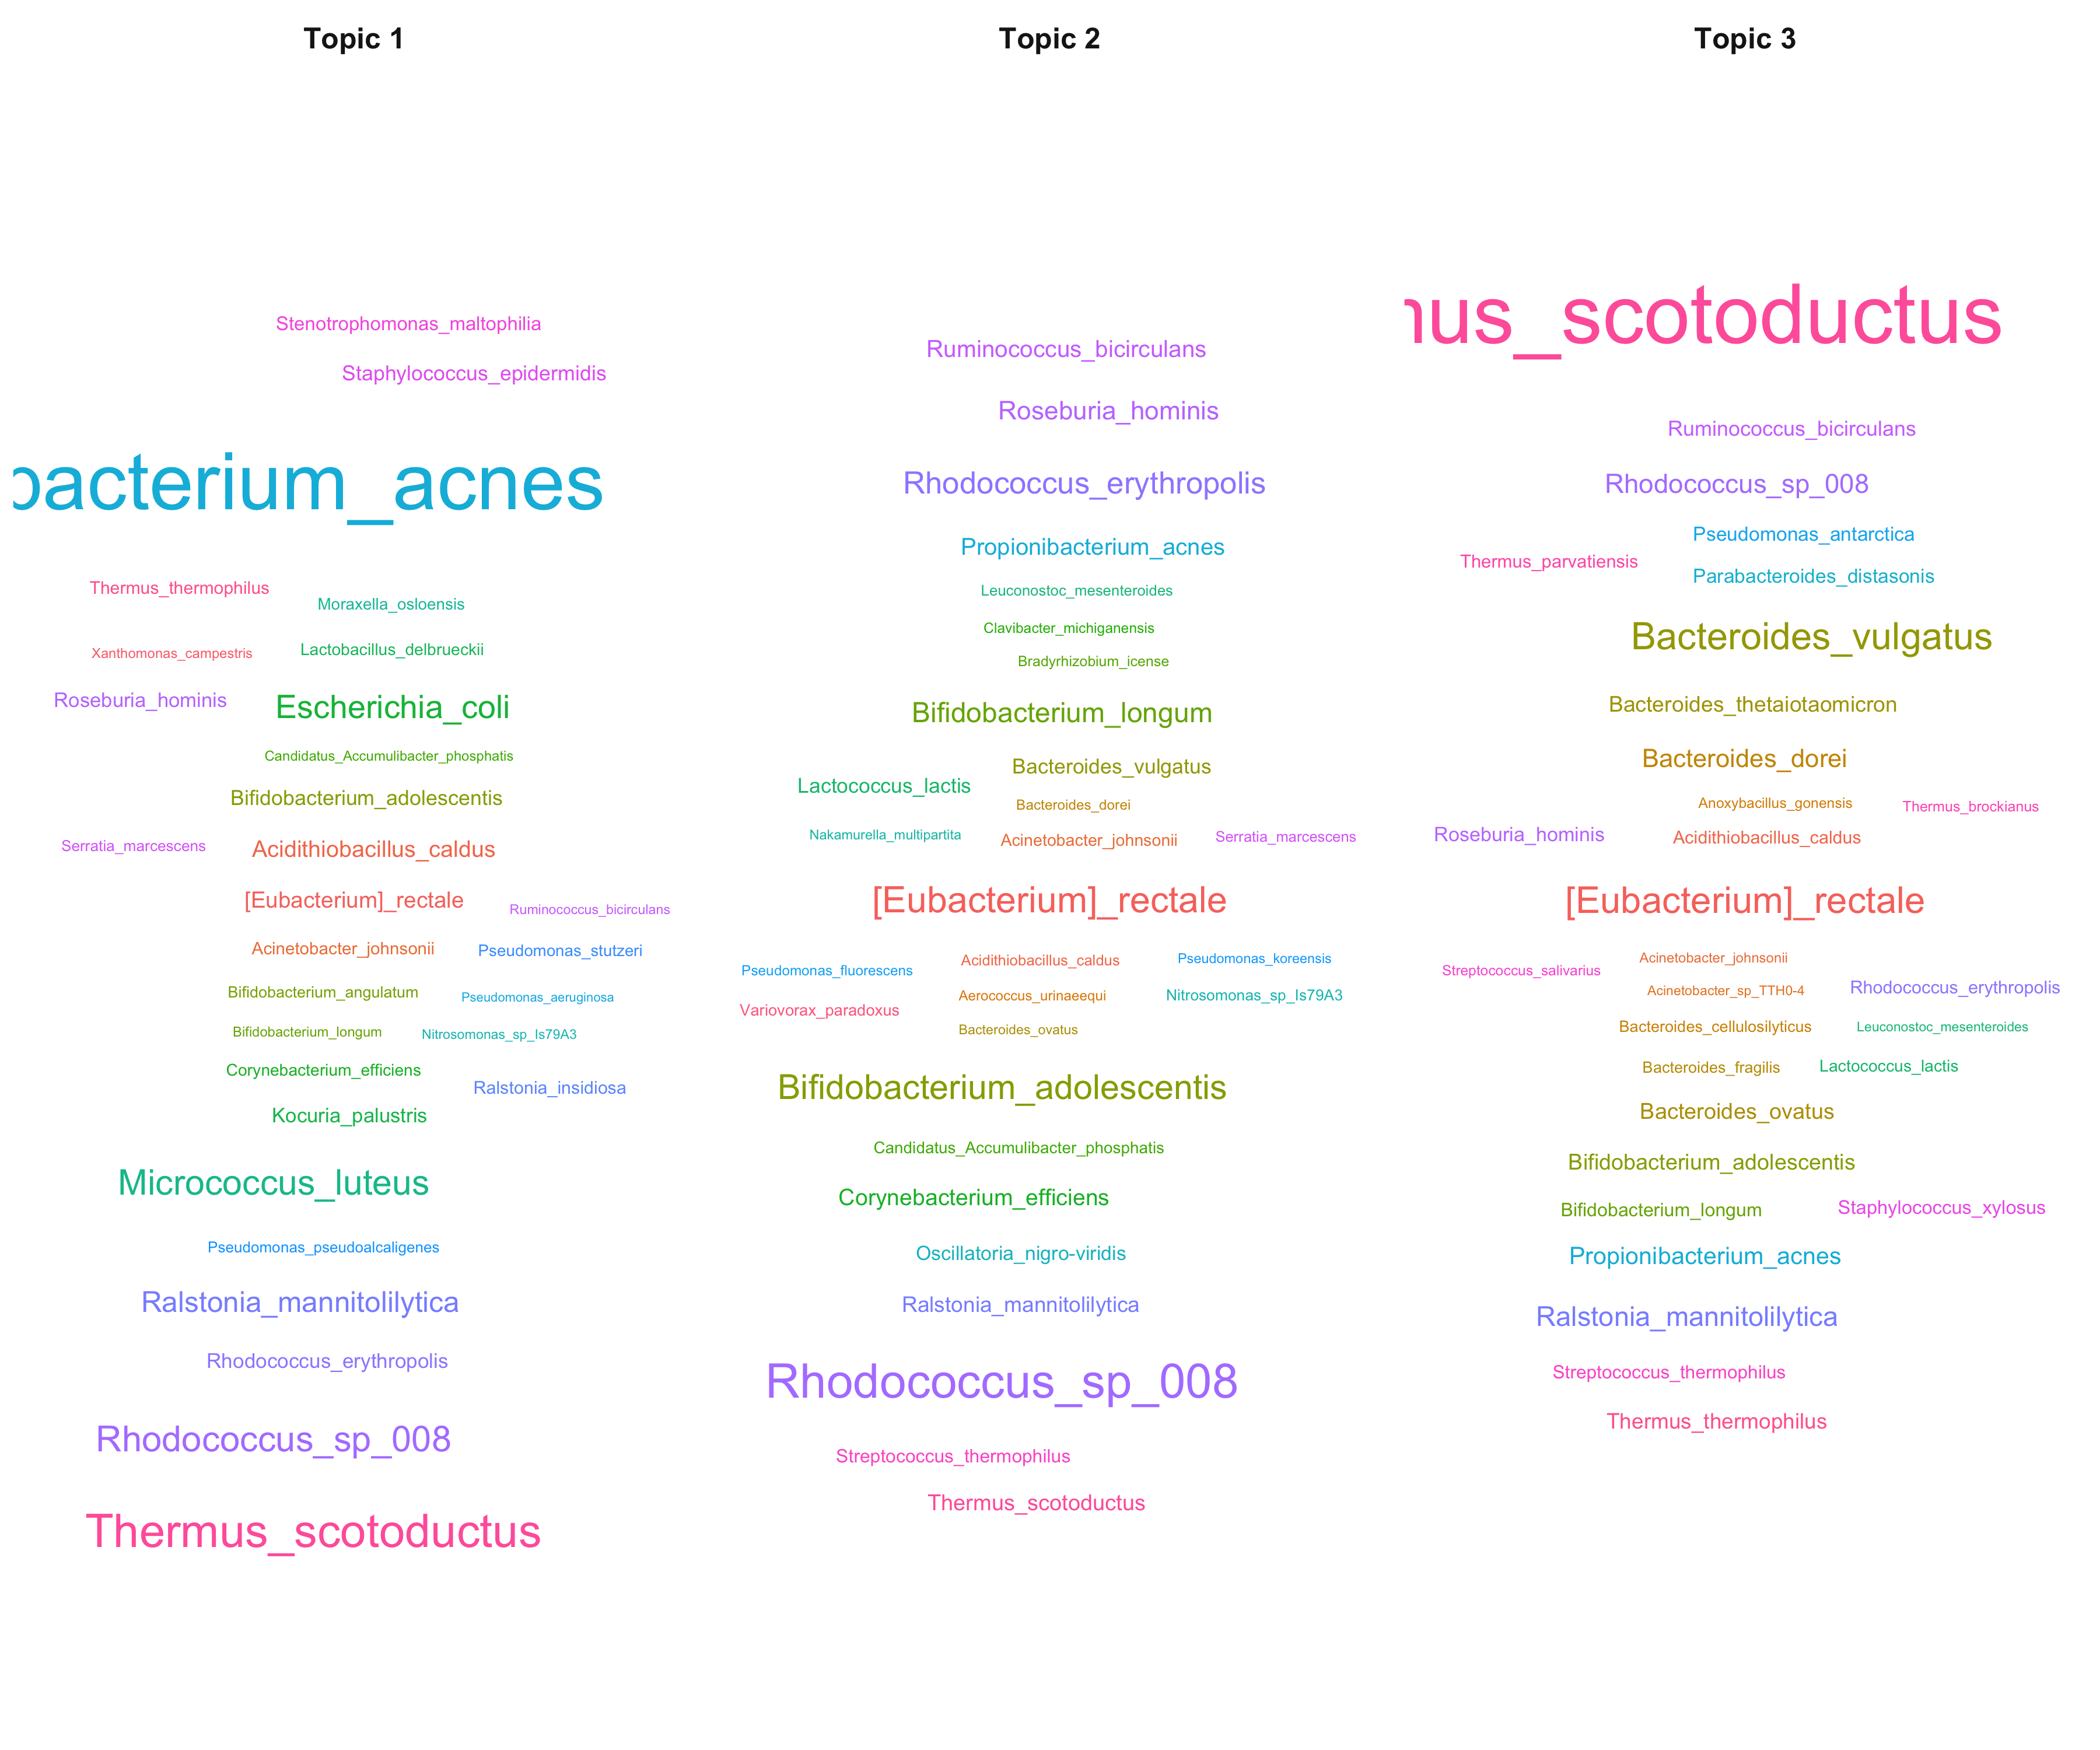 Topic 1
Stenotrophomonas_maltophilia
Staphylococcus_epidermidis
bacterium_acnes
Thermus_thermophilus
Moraxella_osloensis
Xanthomonas_campestris
Lactobacillus_delbrueckii
Roseburia_hominis
Escherichia_coli
Candidatus_Accumulibacter_phosphatis
Bifidobacterium_adolescentis
Serratia_marcescens
Acidithiobacillus_caldus
[Eubacterium]_rectale
Ruminococcus_bicirculans
Acinetobacter_johnsonii
Pseudomonas_stutzeri
Bifidobacterium_angulatum
Pseudomonas_aeruginosa
Bifidobacterium_longum
Nitrosomonas_sp_Is79A3
Corynebacterium_efficiens
Ralstonia_insidiosa
Kocuria_palustris
Micrococcus_luteus
Pseudomonas_pseudoalcaligenes
Ralstonia_mannitolilytica
Rhodococcus_erythropolis
Rhodococcus_sp_008
Thermus_scotoductus
Topic 2
Ruminococcus_bicirculans
Roseburia_hominis
Rhodococcus_erythropolis
Propionibacterium_acnes
Leuconostoc_mesenteroides
Clavibacter_michiganensis
Bradyrhizobium_icense
Bifidobacterium_longum
Bacteroides_vulgatus
Lactococcus_lactis
Bacteroides_dorei
Nakamurella_multipartita
Acinetobacter_johnsonii
Serratia_marcescens
[Eubacterium]_rectale
Pseudomonas_fluorescens
Acidithiobacillus_caldus
Pseudomonas_koreensis
Variovorax_paradoxus
Aerococcus_urinaeequi
Nitrosomonas_sp_Is79A3
Bacteroides_ovatus
Bifidobacterium_adolescentis
Candidatus_Accumulibacter_phosphatis
Corynebacterium_efficiens
Oscillatoria_nigro-viridis
Ralstonia_mannitolilytica
Rhodococcus_sp_008
Streptococcus_thermophilus
Thermus_scotoductus
Topic 3
us_scotoductus
Ruminococcus_bicirculans
Rhodococcus_sp_008
Pseudomonas_antarctica
Thermus_parvatiensis
Parabacteroides_distasonis
Bacteroides_vulgatus
Bacteroides_thetaiotaomicron
Bacteroides_dorei
Anoxybacillus_gonensis
Thermus_brockianus
Roseburia_hominis
Acidithiobacillus_caldus
[Eubacterium]_rectale
Acinetobacter_johnsonii
Streptococcus_salivarius
Acinetobacter_sp_TTH0-4
Rhodococcus_erythropolis
Bacteroides_cellulosilyticus
Leuconostoc_mesenteroides
Bacteroides_fragilis
Lactococcus_lactis
Bacteroides_ovatus
Bifidobacterium_adolescentis
Bifidobacterium_longum
Staphylococcus_xylosus
Propionibacterium_acnes
Ralstonia_mannitolilytica
Streptococcus_thermophilus
Thermus_thermophilus